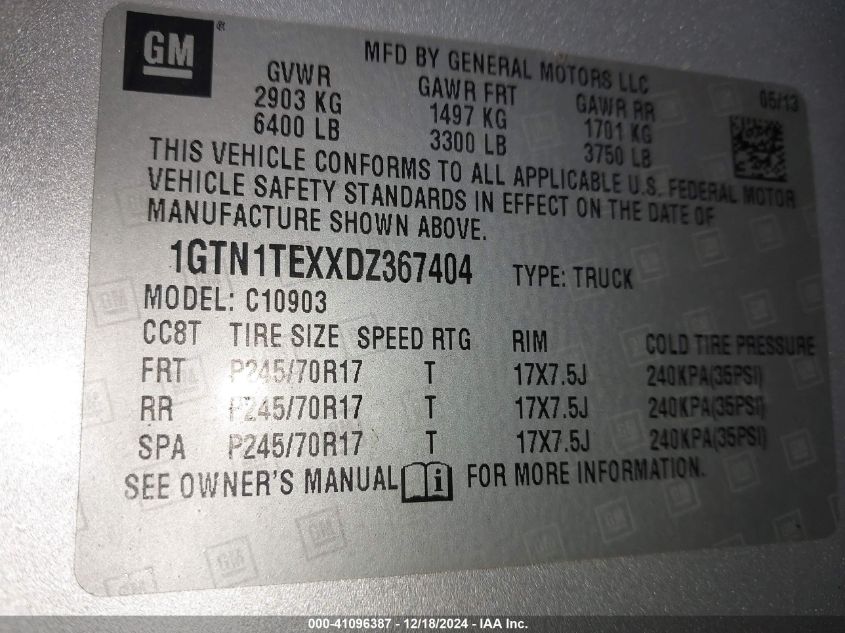 GM ®
MFD BY GENERAL MOTORS LLC
GVWR GAWR FRT GAWR RR 05/13
2903 KG 1497 KG 1701 KG
6400 LB 3300 LB 3750 LB
THIS VEHICLE CONFORMS TO ALL APPLICABLE U.S. FEDERAL MOTOR
VEHICLE SAFETY STANDARDS IN EFFECT ON THE DATE OF
MANUFACTURE SHOWN ABOVE.
1GTN1TEXXDZ367404 TYPE: TRUCK
MODEL: C10903
CC8T TIRE SIZE SPEED RTG RIM COLD TIRE PRESSURE
FRT P245/70R17 T 17X7.5J 240KPA(35PSI)
RR P245/70R17 T 17X7.5J 240KPA(35PSI)
SPA P245/70R17 T 17X7.5J 240KPA(35PSI)
SEE OWNER'S MANUAL i FOR MORE INFORMATION.
000-41096387 - 12/18/2024 - IAA Inc.